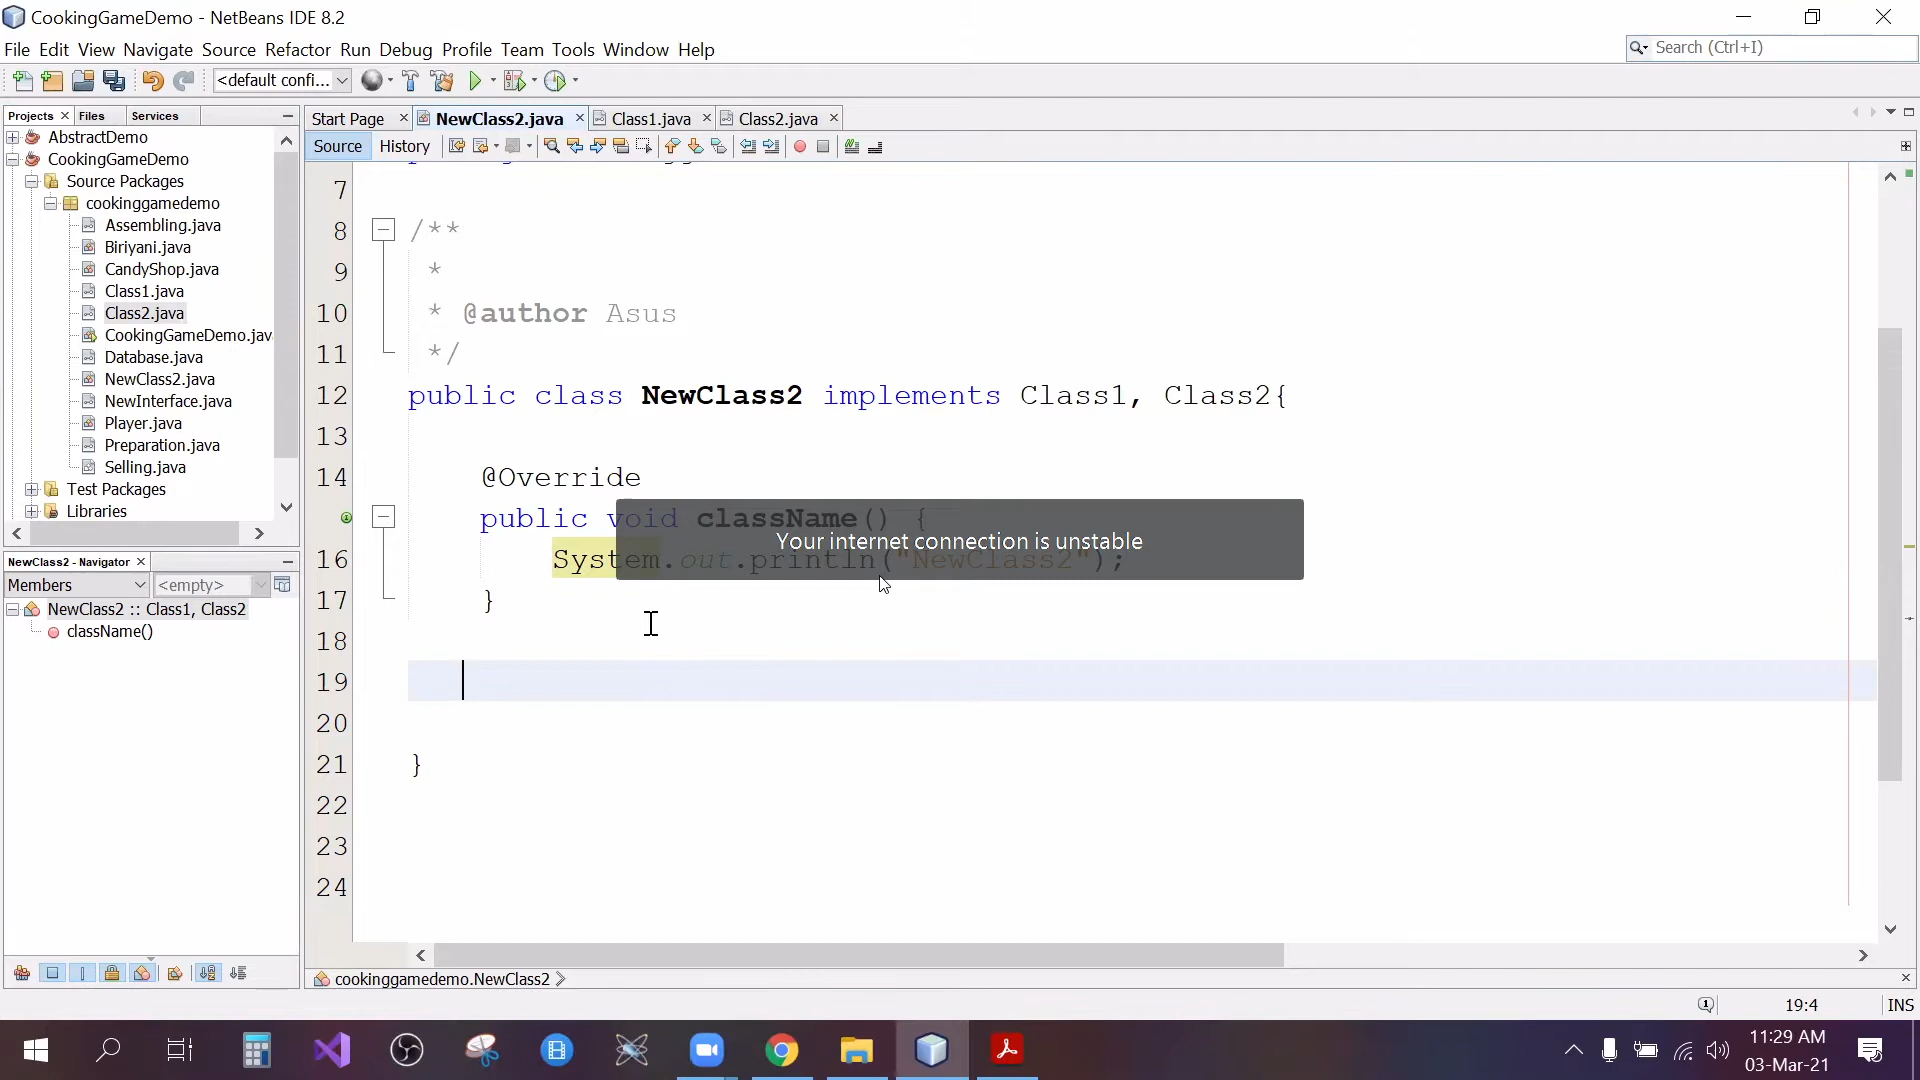 CookingGameDemo - NetBeans IDE 8.2
File Edit View Navigate Source Refactor Run Debug Profile Team Tools Window Help
Search (Ctrl+I)
<default confi...
Projects Files Services
Start Page NewClass2.java Class1.java Class2.java
Source History
AbstractDemo
CookingGameDemo
Source Packages
cookinggamedemo
Assembling.java
Biriyani.java
CandyShop.java
Class1.java
Class2.java
CookingGameDemo.jav
Database.java
NewClass2.java
NewInterface.java
Player.java
Preparation.java
Selling.java
Test Packages
Libraries
NewClass2 - Navigator
Members <empty>
NewClass2 :: Class1, Class2
className()
7
8 /**
9 *
10 * @author Asus
11 */
12 public class NewClass2 implements Class1, Class2{
13
14 @Override
public void className() {
Your internet connection is unstable
16 System.out.println("NewClass2");
17 }
18
19
20
21 }
22
23
24
cookinggamedemo.NewClass2
19:4 INS
11:29 AM
03-Mar-21